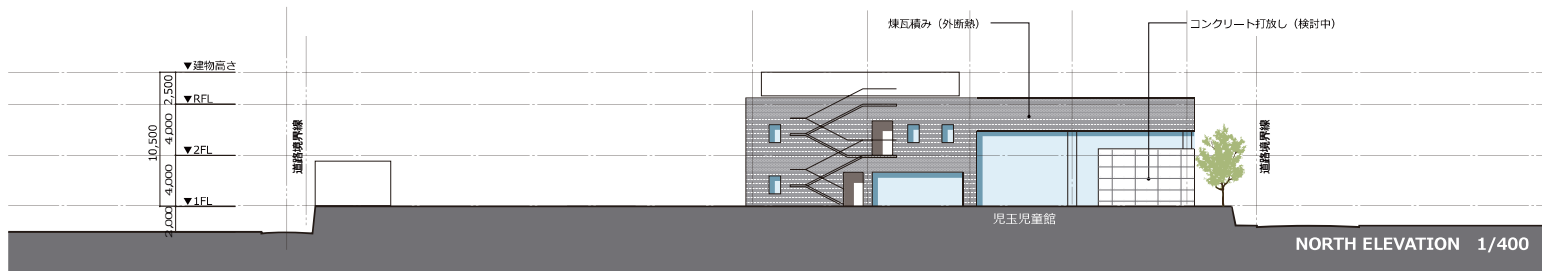 煉瓦積み（外断熱）
コンクリート打放し（検討中）
▼建物高さ
2,500
▼RFL
4,000
10,500
▼2FL
4,000
▼1FL
2,000
道路境界線
道路境界線
児玉児童館
NORTH ELEVATION 1/400